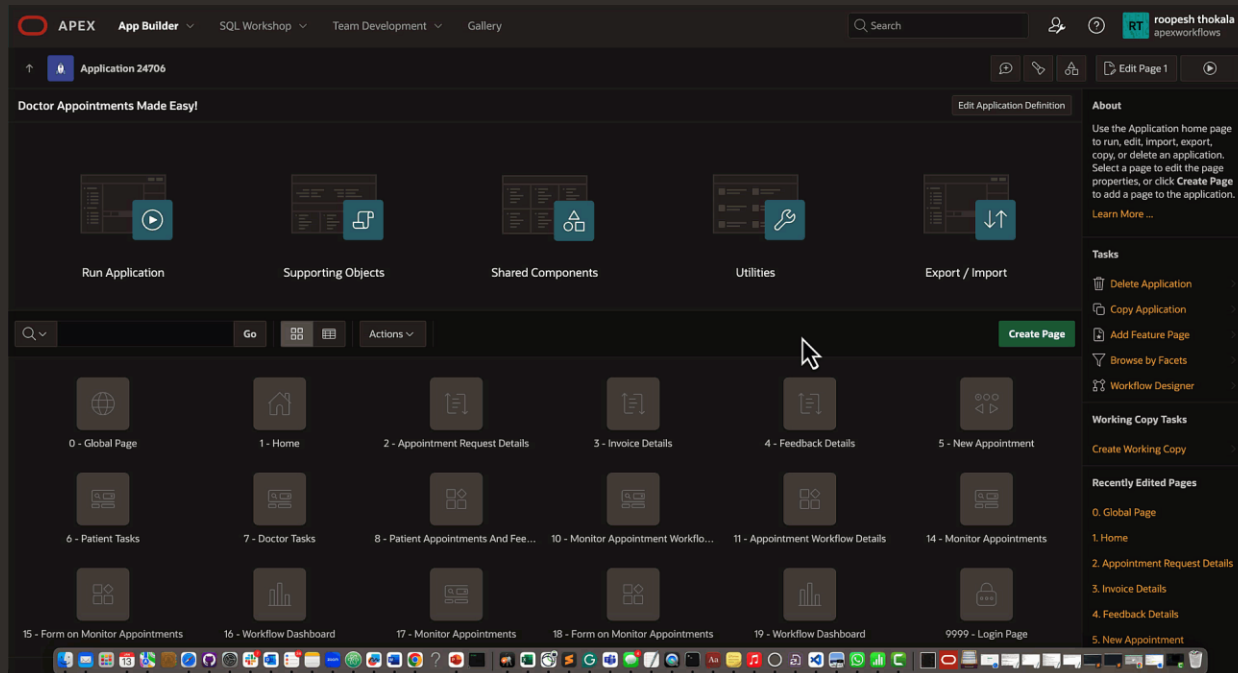 APEX
App Builder
SQL Workshop
Team Development
Gallery
Search
RT
roopesh thokala
apexworkflows
Application 24706
Edit Page 1
Doctor Appointments Made Easy!
Edit Application Definition
Run Application
Supporting Objects
Shared Components
Utilities
Export / Import
Go
Actions
Create Page
0 - Global Page
1 - Home
2 - Appointment Request Details
3 - Invoice Details
4 - Feedback Details
5 - New Appointment
6 - Patient Tasks
7 - Doctor Tasks
8 - Patient Appointments And Fee...
10 - Monitor Appointment Workflo...
11 - Appointment Workflow Details
14 - Monitor Appointments
15 - Form on Monitor Appointments
16 - Workflow Dashboard
17 - Monitor Appointments
18 - Form on Monitor Appointments
19 - Workflow Dashboard
9999 - Login Page
About
Use the Application home page
to run, edit, import, export,
copy, or delete an application.
Select a page to edit the page
properties, or click Create Page
to add a page to the application.
Learn More ...
Tasks
Delete Application
Copy Application
Add Feature Page
Browse by Facets
Workflow Designer
Working Copy Tasks
Create Working Copy
Recently Edited Pages
0. Global Page
1. Home
2. Appointment Request Details
3. Invoice Details
4. Feedback Details
5. New Appointment